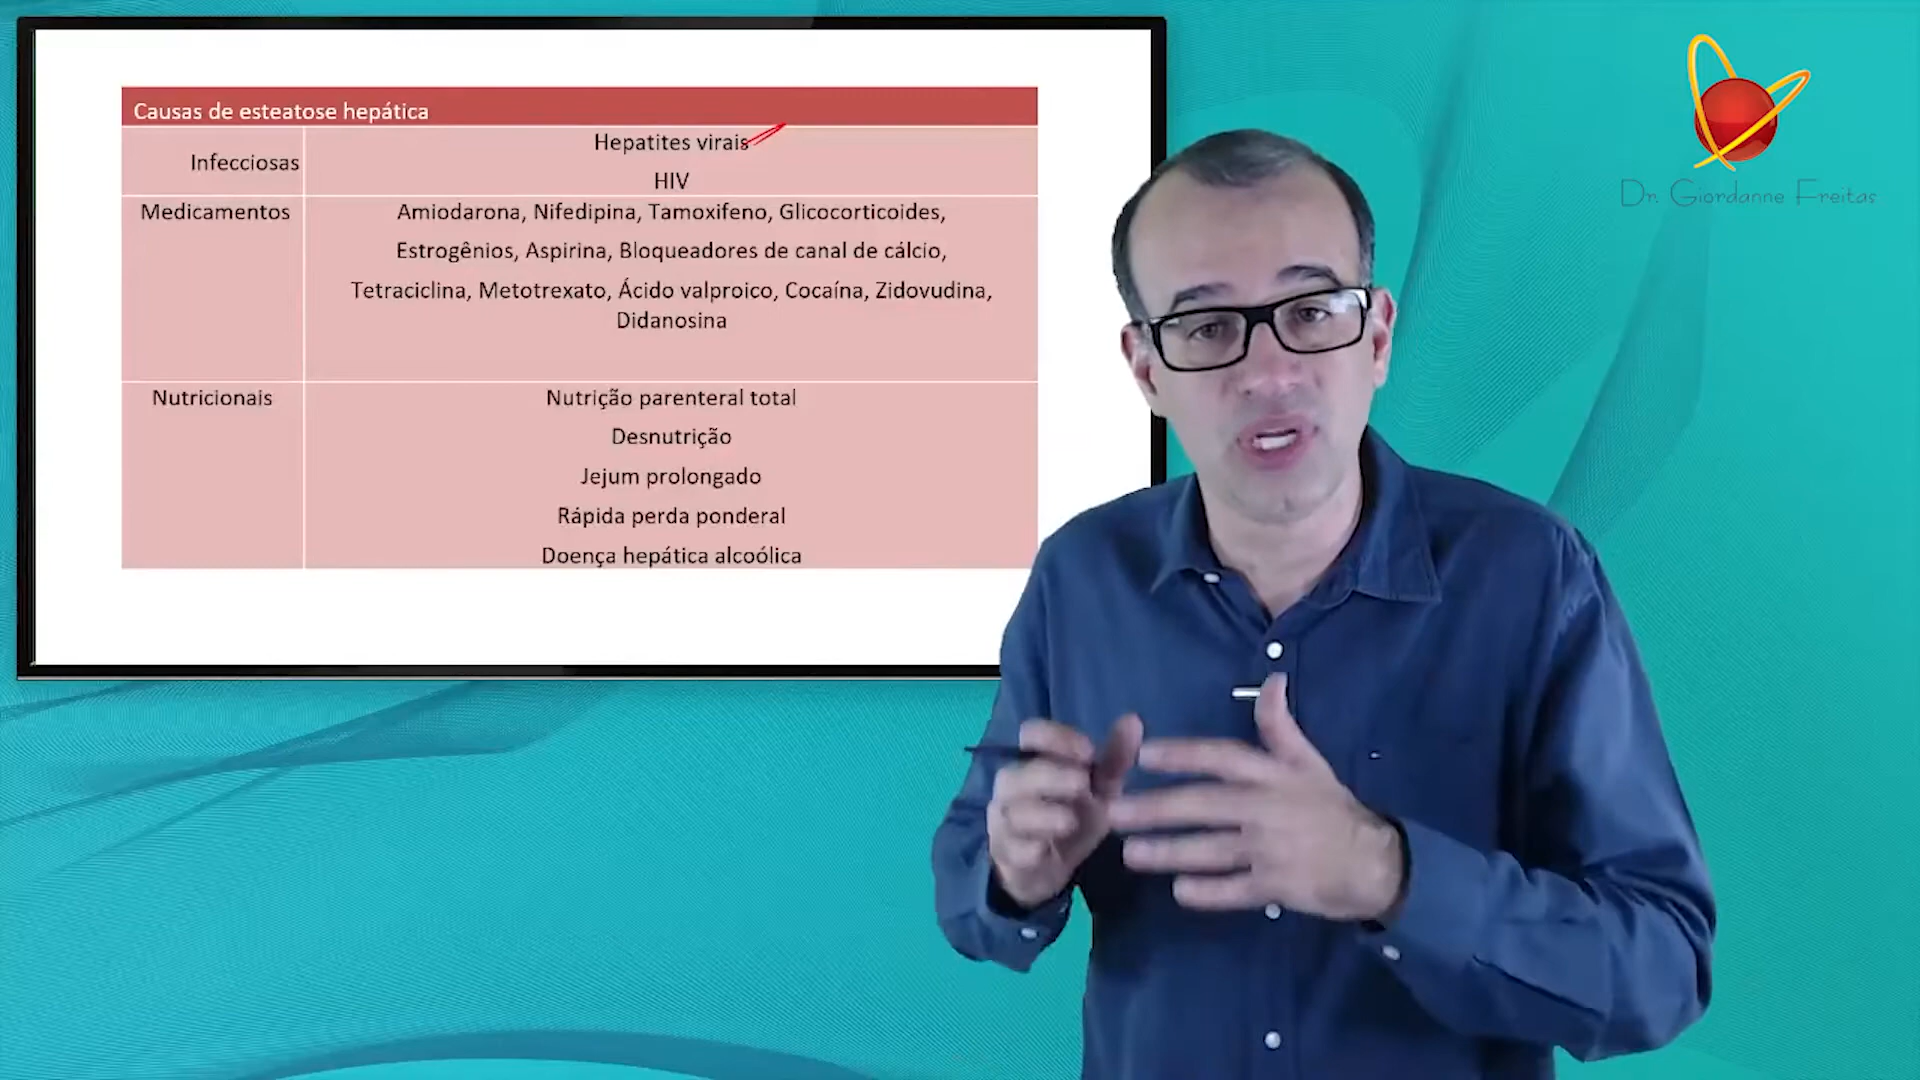 Causas de esteatose hepática
Infecciosas
Hepatites virais
HIV
Medicamentos
Amiodarona, Nifedipina, Tamoxifeno, Glicocorticoides,
Estrogênios, Aspirina, Bloqueadores de canal de cálcio,
Tetraciclina, Metotrexato, Ácido valproico, Cocaína, Zidovudina,
Didanosina
Nutricionais
Nutrição parenteral total
Desnutrição
Jejum prolongado
Rápida perda ponderal
Doença hepática alcoólica
Dr. Giordanne Freitas